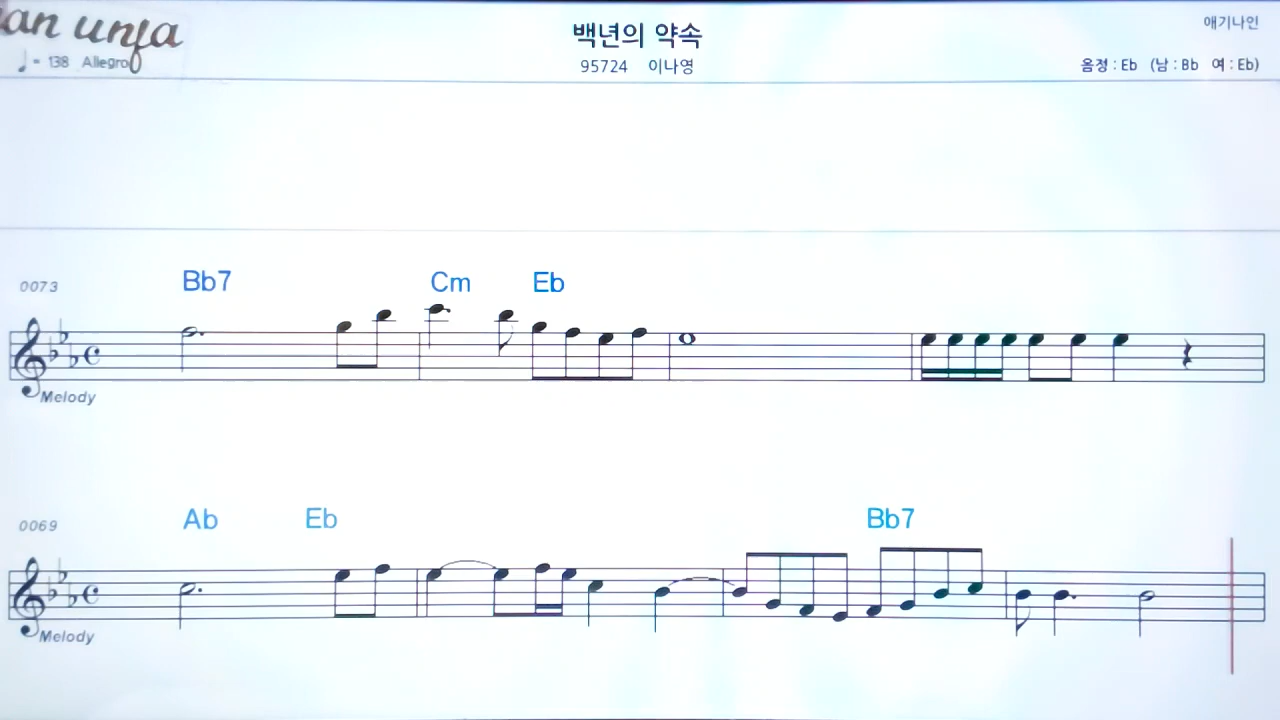 an unja
백년의 약속
애기나인
♩= 138 Allegro
95724 이나영
음정 : Eb (남 : Bb 여 : Eb)
0073
Bb7 Cm Eb
Melody
0069
Ab Eb Bb7
Melody